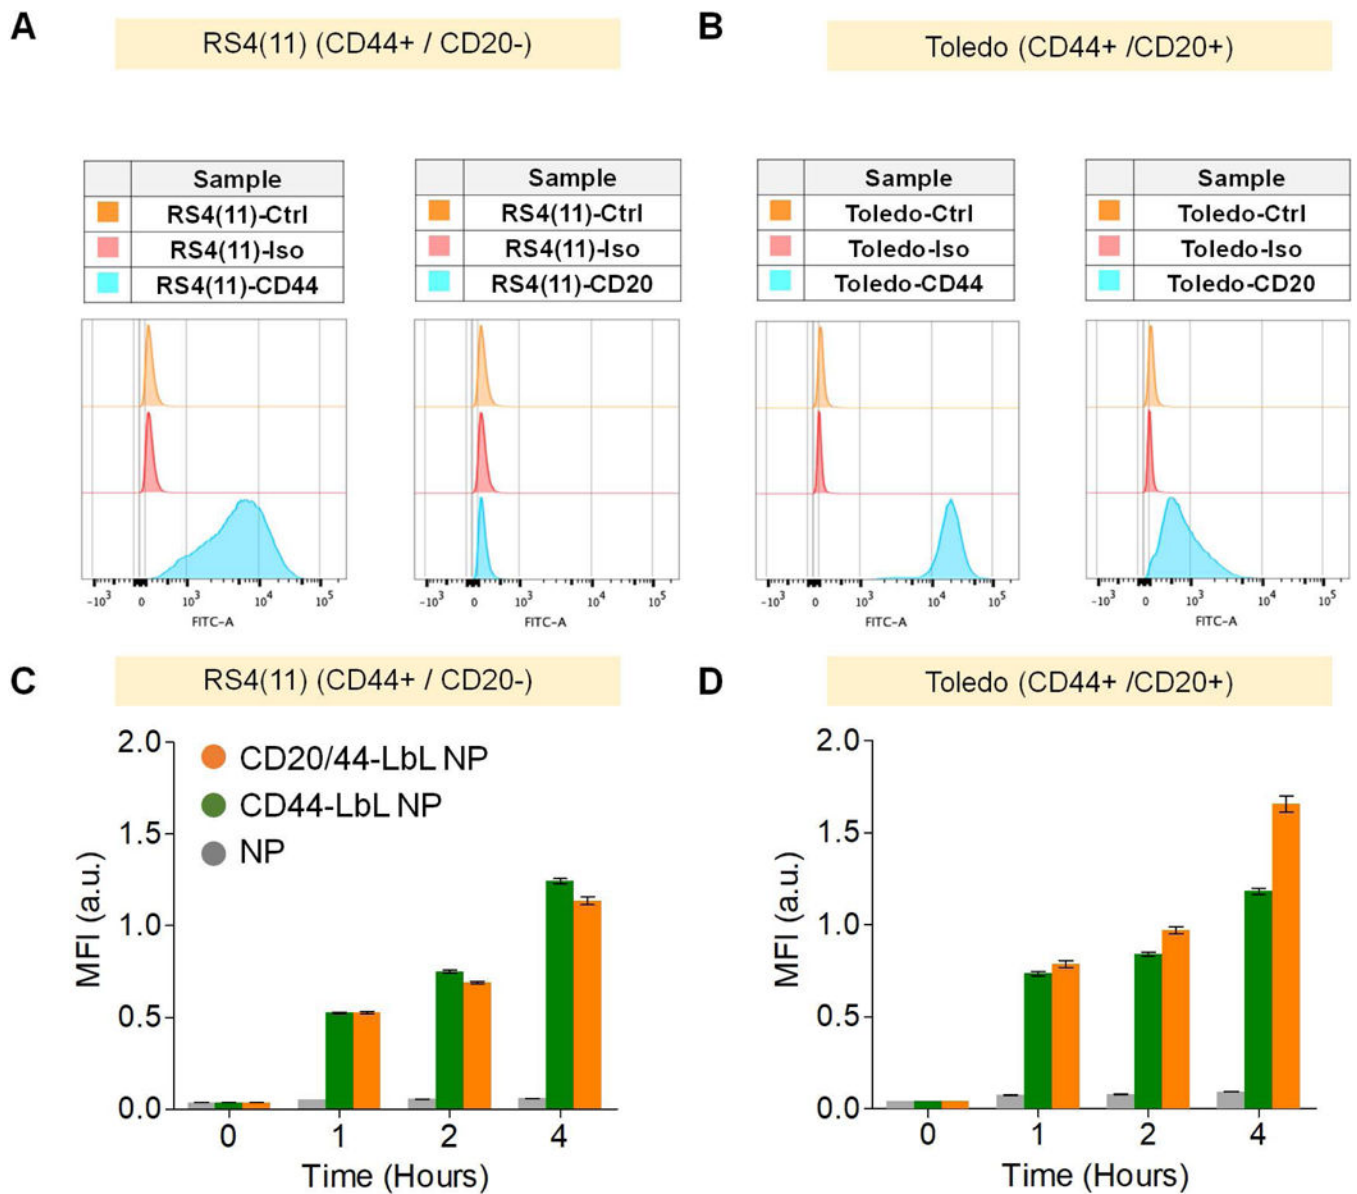 A
RS4(11) (CD44+ / CD20-)
B
Toledo (CD44+ /CD20+)
Sample
RS4(11)-Ctrl
RS4(11)-Iso
RS4(11)-CD44
Sample
RS4(11)-Ctrl
RS4(11)-Iso
RS4(11)-CD20
Sample
Toledo-Ctrl
Toledo-Iso
Toledo-CD44
Sample
Toledo-Ctrl
Toledo-Iso
Toledo-CD20
-10³ 0 10³ 10⁴ 10⁵
FITC-A
-10³ 0 10³ 10⁴ 10⁵
FITC-A
-10³ 0 10³ 10⁴ 10⁵
FITC-A
-10³ 0 10³ 10⁴ 10⁵
FITC-A
C
RS4(11) (CD44+ / CD20-)
D
Toledo (CD44+ /CD20+)
2.0
1.5
1.0
0.5
0.0
MFI (a.u.)
CD20/44-LbL NP
CD44-LbL NP
NP
0 1 2 4
Time (Hours)
2.0
1.5
1.0
0.5
0.0
MFI (a.u.)
0 1 2 4
Time (Hours)